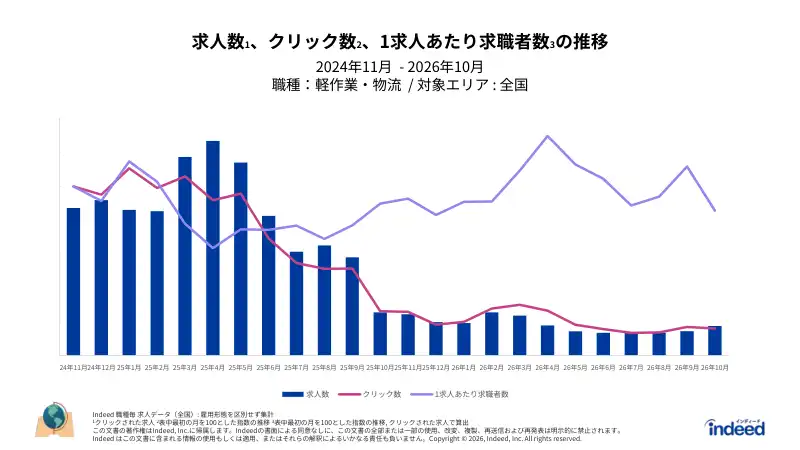 求人数1、クリック数2、1求人あたり求職者数3の推移
2024年11月 - 2026年10月
職種：軽作業・物流 / 対象エリア : 全国
24年11月 24年12月 25年1月 25年2月 25年3月 25年4月 25年5月 25年6月 25年7月 25年8月 25年9月 25年10月 25年11月 25年12月 26年1月 26年2月 26年3月 26年4月 26年5月 26年6月 26年7月 26年8月 26年9月 26年10月
求人数 クリック数 1求人あたり求職者数
Indeed 職種毎 求人データ（全国）: 雇用形態を区別せず集計
¹クリックされた求人 ²表中最初の月を100とした指数の推移 ³表中最初の月を100とした指数の推移, クリックされた求人で算出
この文書の著作権はIndeed, Inc.に帰属します。Indeedの書面による同意なしに、この文書の全部または一部の使用、改変、複製、再送信および再発表は明示的に禁止されます。
Indeed はこの文書に含まれる情報の使用もしくは適用、またはそれらの解釈によるいかなる責任も負いません。Copyright © 2026, Indeed, Inc. All rights reserved.
インディード
indeed